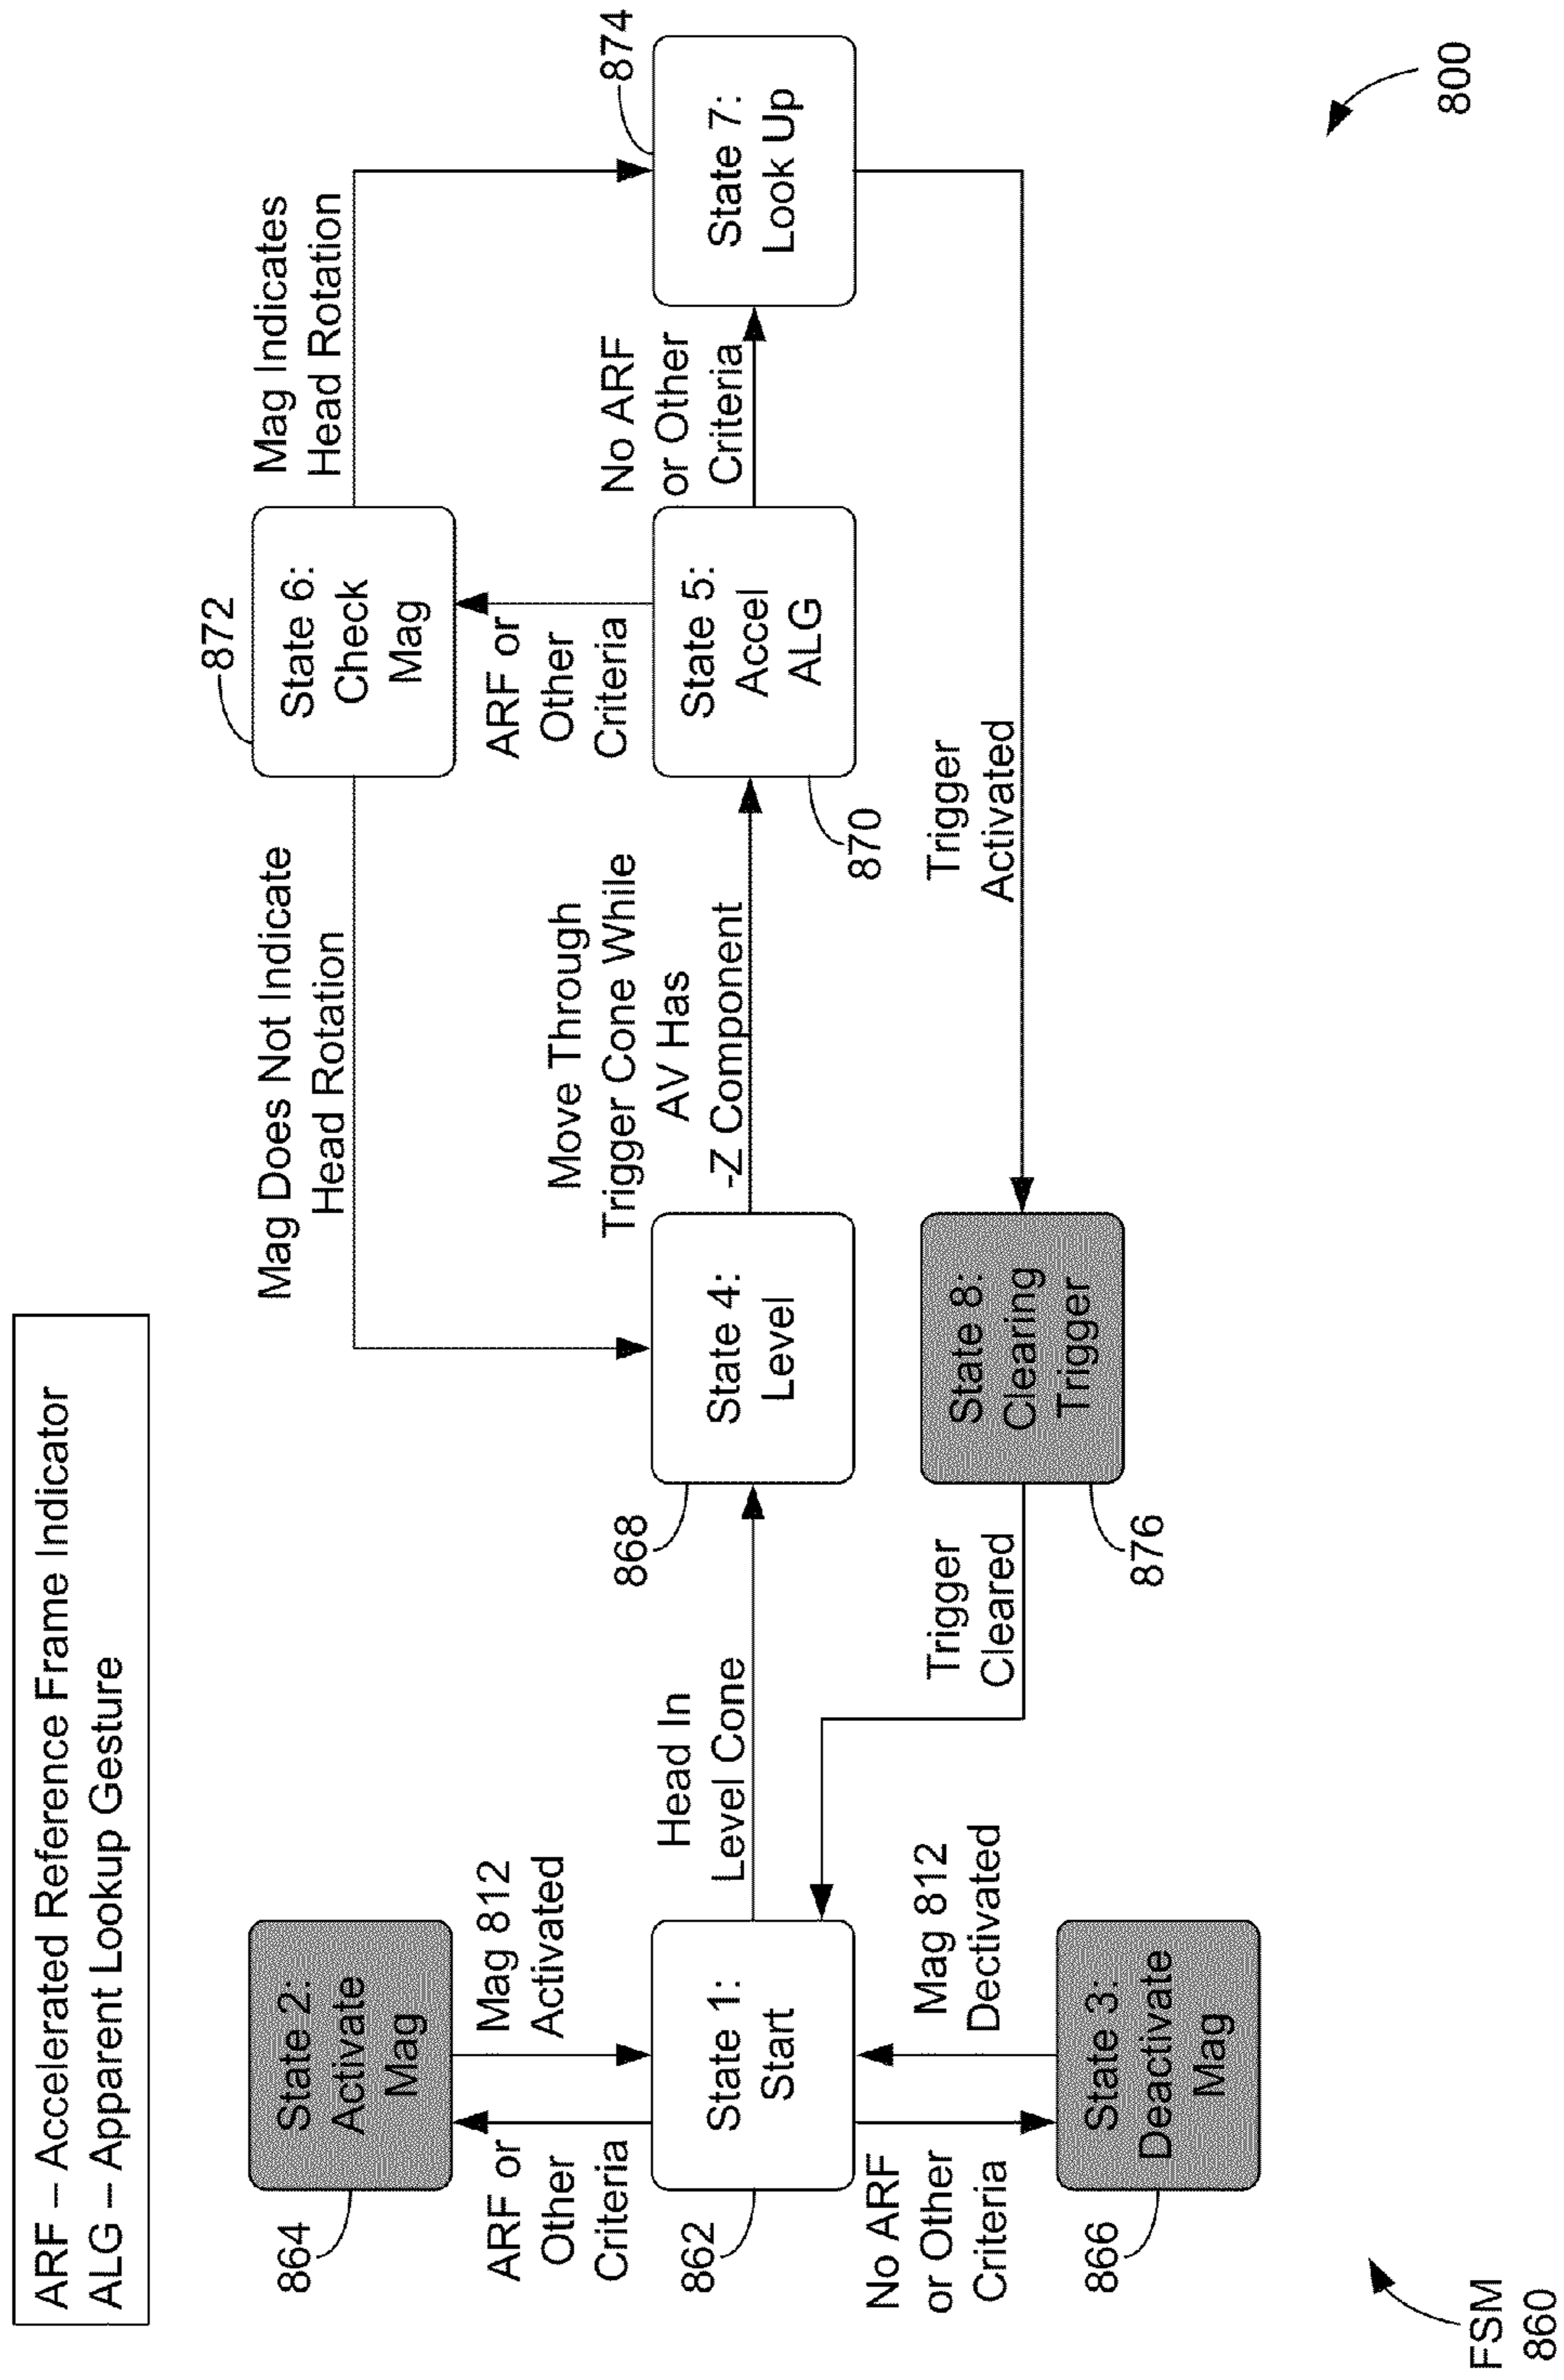 ARF – Accelerated Reference Frame Indicator
ALG – Apparent Lookup Gesture
864
State 2:
Activate
Mag
ARF or
Other
Criteria
Mag 812
Activated
862
State 1:
Start
No ARF
or Other
Criteria
Mag 812
Dectivated
866
State 3:
Deactivate
Mag
Head In
Level Cone
868
State 4:
Level
Trigger
Cleared
876
State 8:
Clearing
Trigger
Mag Does Not Indicate
Head Rotation
Move Through
Trigger Cone While
AV Has
-Z Component
872
State 6:
Check
Mag
ARF or
Other
Criteria
870
State 5:
Accel
ALG
Mag Indicates
Head Rotation
No ARF
or Other
Criteria
874
State 7:
Look Up
Trigger
Activated
FSM
860
800